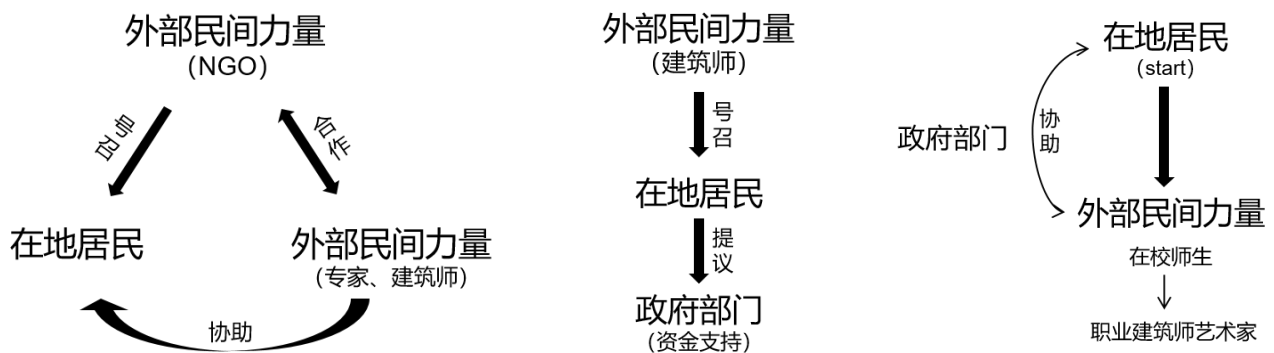 外部民间力量
（NGO）
号召
合作
在地居民
外部民间力量
（专家、建筑师）
协助
外部民间力量
（建筑师）
号召
在地居民
提议
政府部门
（资金支持）
在地居民
（start）
政府部门
协助
外部民间力量
在校师生
职业建筑师艺术家